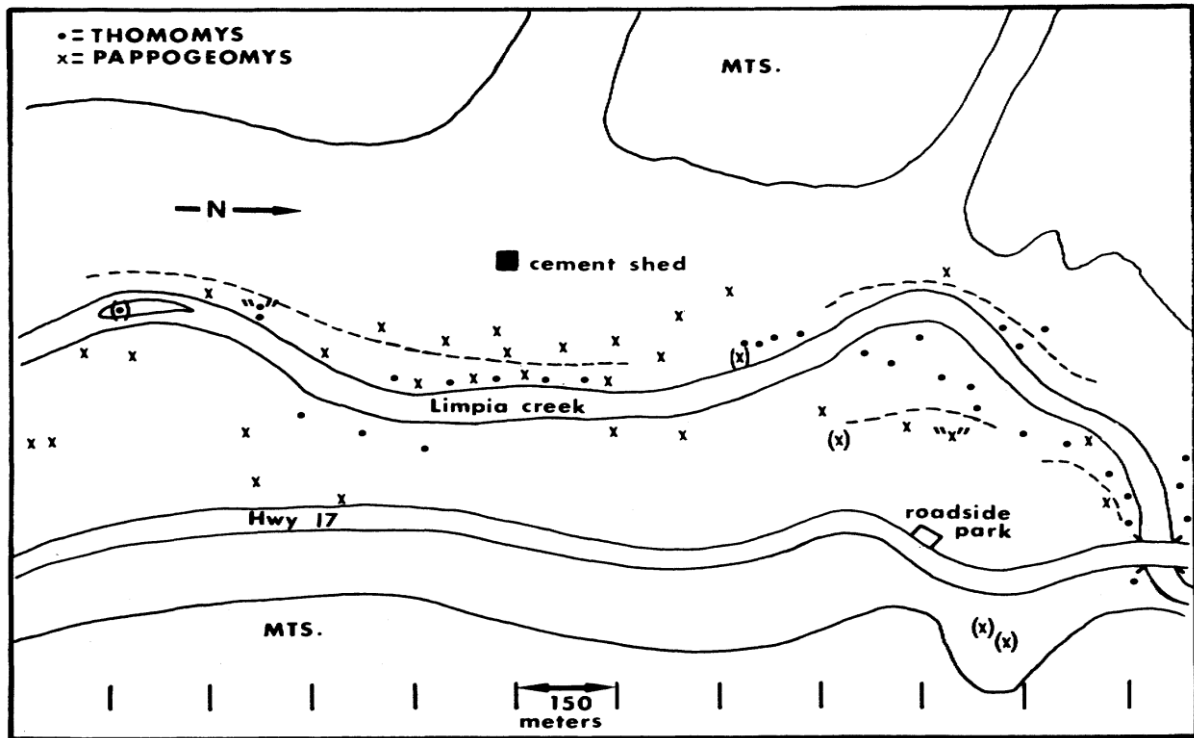 •= THOMOMYS
x= PAPPOGEOMYS
MTS.
N
cement shed
Limpia creek
Hwy 17
roadside
park
MTS.
150
meters